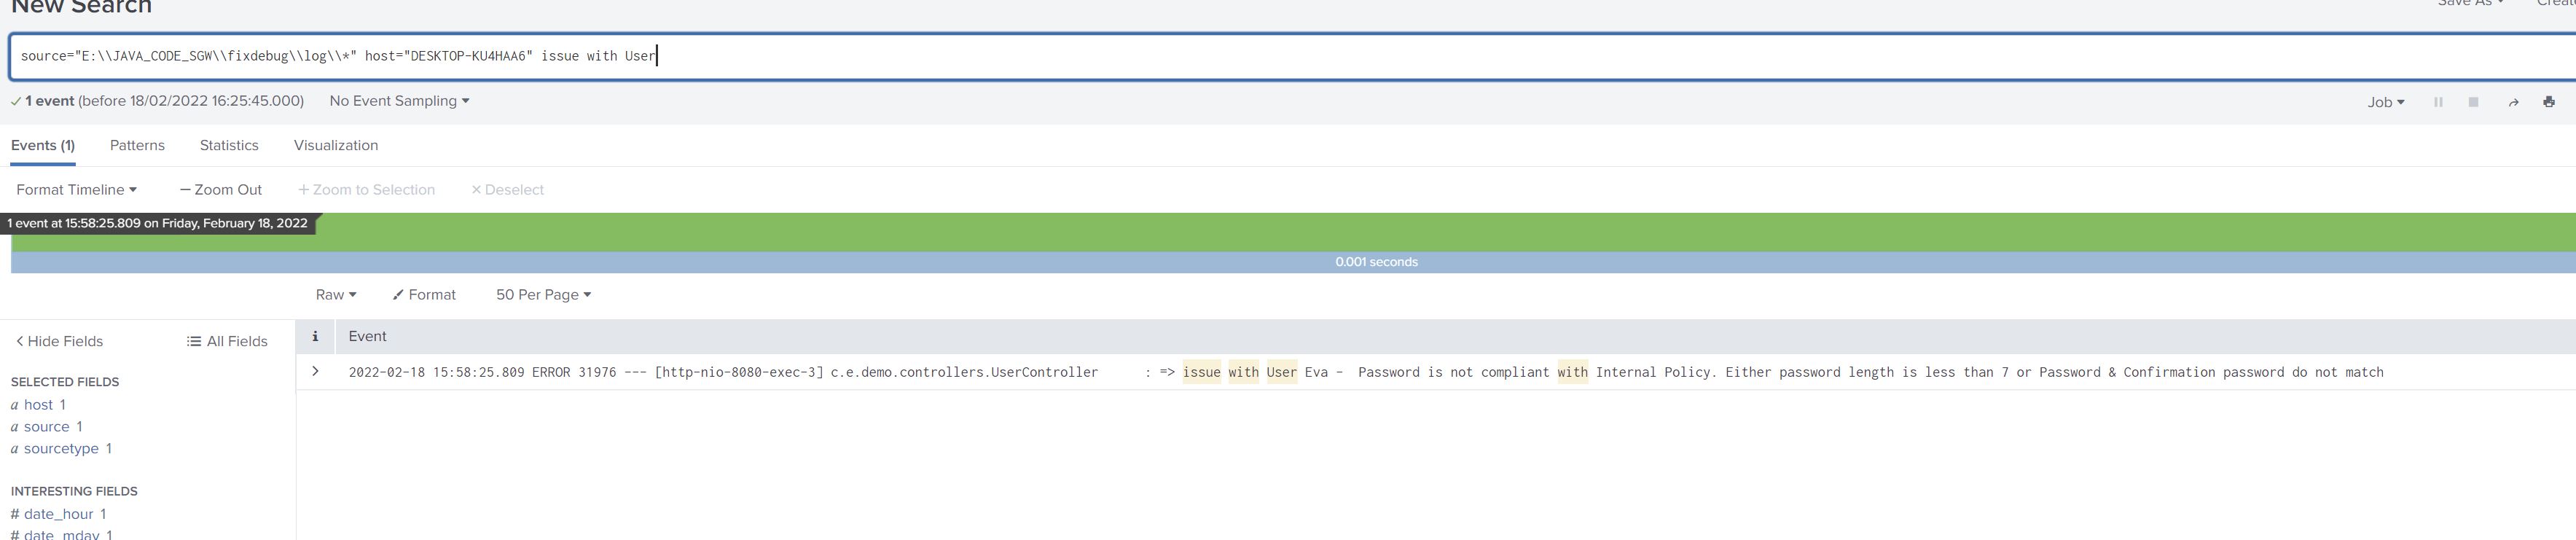 New Search
Save As
source="E:\\JAVA_CODE_SGW\\fixdebug\\log\\*" host="DESKTOP-KU4HAA6" issue with User
1 event (before 18/02/2022 16:25:45.000) No Event Sampling
Job
Events (1) Patterns Statistics Visualization
Format Timeline — Zoom Out + Zoom to Selection × Deselect
1 event at 15:58:25.809 on Friday, February 18, 2022
0.001 seconds
Raw Format 50 Per Page
< Hide Fields All Fields
i Event
> 2022-02-18 15:58:25.809 ERROR 31976 --- [http-nio-8080-exec-3] c.e.demo.controllers.UserController : => issue with User Eva - Password is not compliant with Internal Policy. Either password length is less than 7 or Password & Confirmation password do not match
SELECTED FIELDS
a host 1
a source 1
a sourcetype 1
INTERESTING FIELDS
# date_hour 1
# date_mday 1